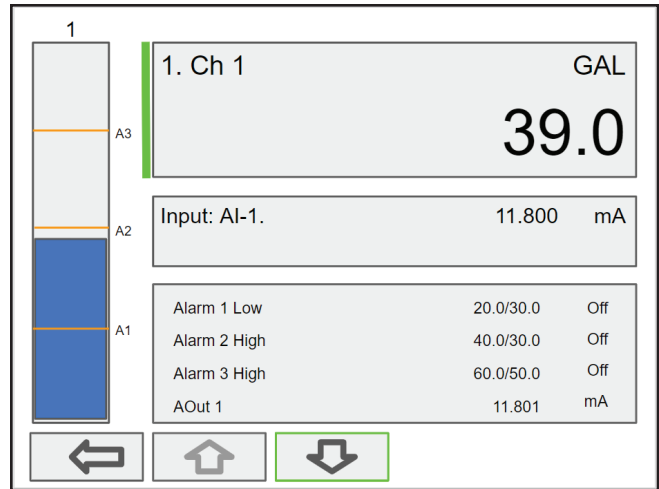 1
A3
A2
A1
1. Ch 1 GAL
39.0
Input: AI-1. 11.800 mA
Alarm 1 Low 20.0/30.0 Off
Alarm 2 High 40.0/30.0 Off
Alarm 3 High 60.0/50.0 Off
AOut 1 11.801 mA